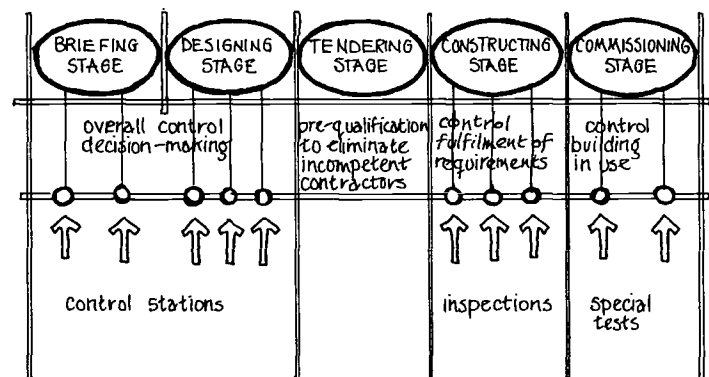 BRIEFING
STAGE
DESIGNING
STAGE
TENDERING
STAGE
CONSTRUCTING
STAGE
COMMISSIONING
STAGE
overall control
decision-making
pre-qualification
to eliminate
incompetent
contractors
control
fulfilment of
requirements
control
building
in use
Control Stations
inspections
special
tests